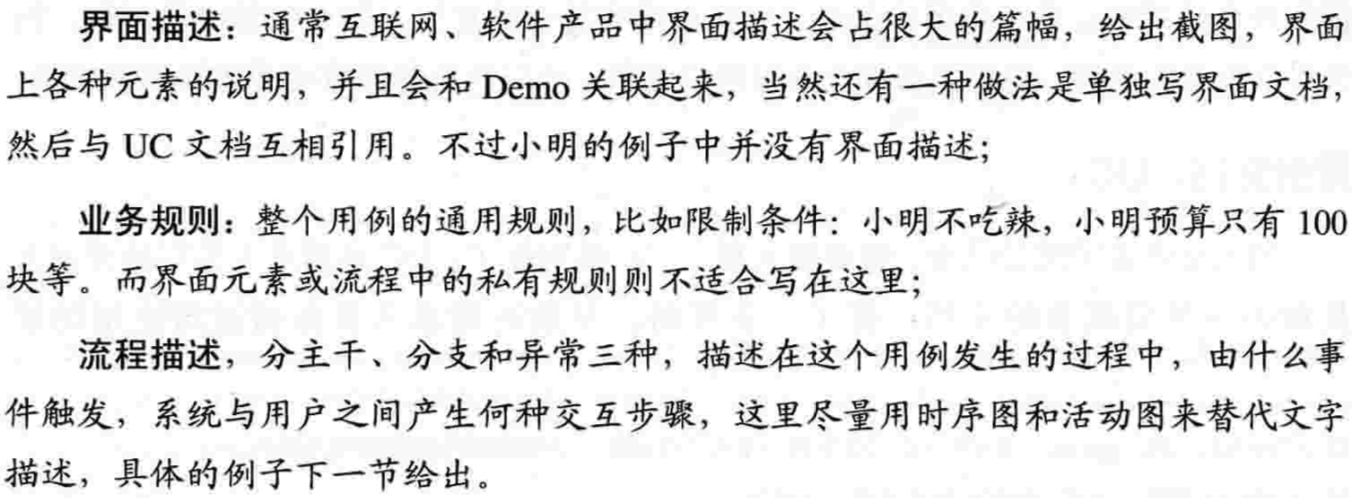 界面描述：通常互联网、软件产品中界面描述会占很大的篇幅，给出截图，界面
上各种元素的说明，并且会和 Demo 关联起来，当然还有一种做法是单独写界面文档，
然后与 UC 文档互相引用。不过小明的例子中并没有界面描述；
业务规则：整个用例的通用规则，比如限制条件：小明不吃辣，小明预算只有 100
块等。而界面元素或流程中的私有规则则不适合写在这里；
流程描述，分主干、分支和异常三种，描述在这个用例发生的过程中，由什么事
件触发，系统与用户之间产生何种交互步骤，这里尽量用时序图和活动图来替代文字
描述，具体的例子下一节给出。